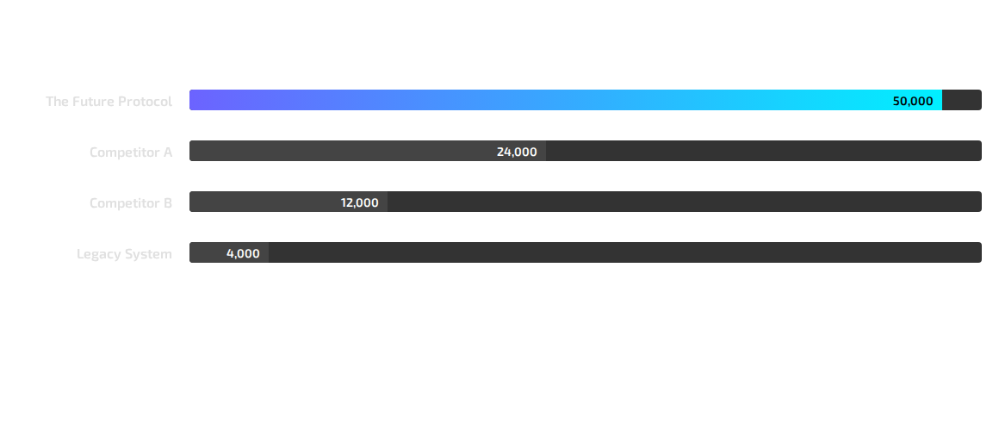 The Future Protocol 50,000
Competitor A 24,000
Competitor B 12,000
Legacy System 4,000